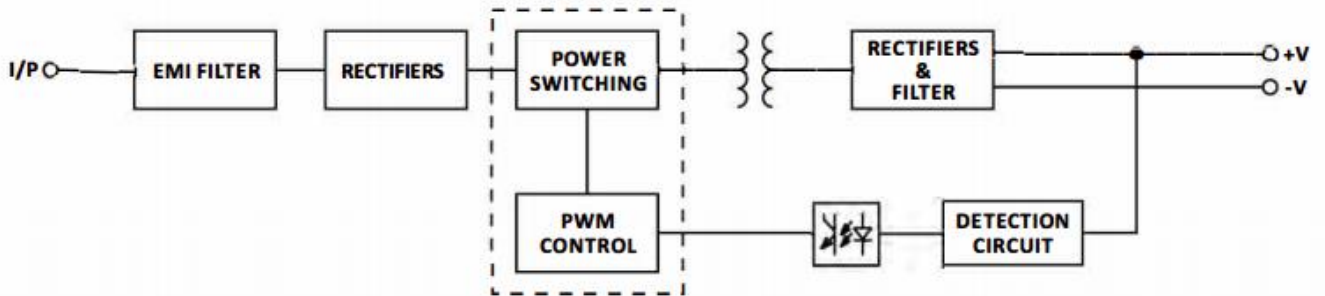 I/P
EMI FILTER
RECTIFIERS
POWER
SWITCHING
RECTIFIERS
&
FILTER
+V
-V
PWM
CONTROL
DETECTION
CIRCUIT